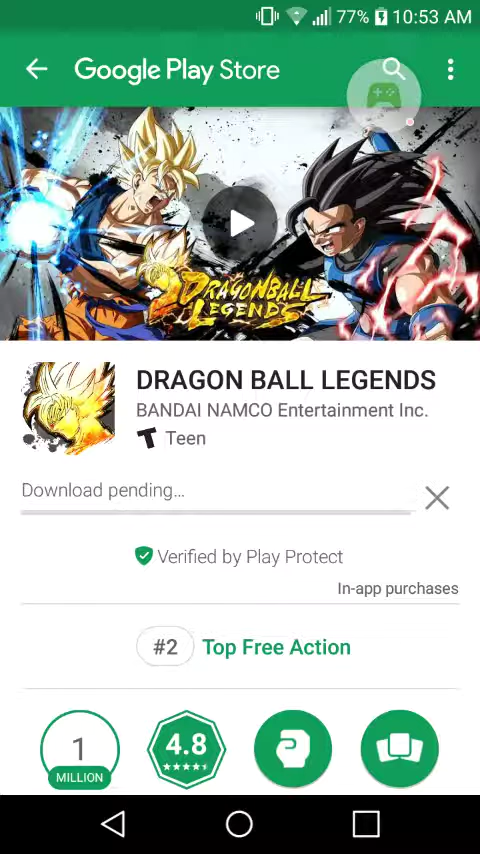 77% 10:53 AM
Google Play Store
DRAGONBALL
LEGENDS
DRAGON BALL LEGENDS
BANDAI NAMCO Entertainment Inc.
T Teen
Download pending...
Verified by Play Protect
In-app purchases
#2 Top Free Action
1
MILLION
4.8